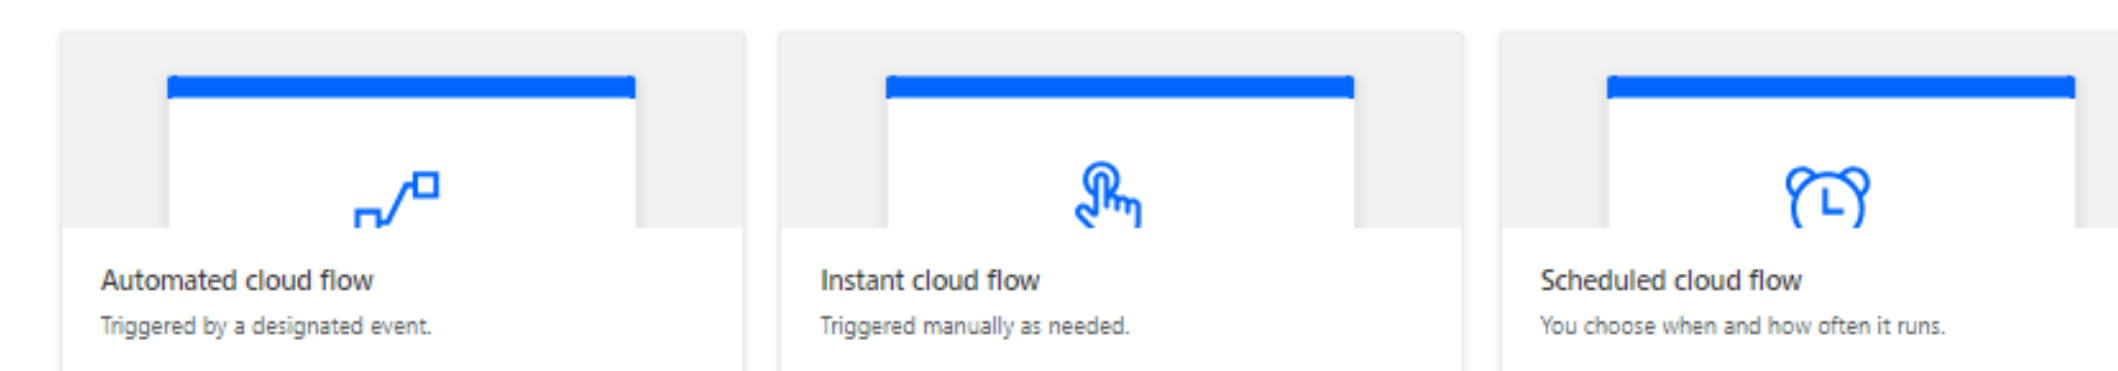 Automated cloud flow
Triggered by a designated event.
Instant cloud flow
Triggered manually as needed.
Scheduled cloud flow
You choose when and how often it runs.